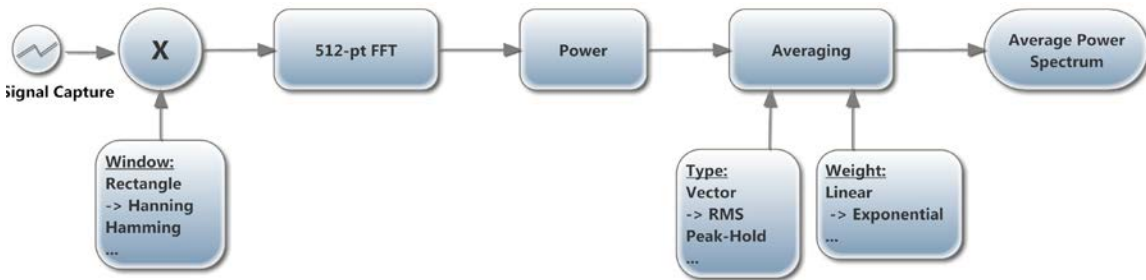 Signal Capture
X
512-pt FFT
Power
Averaging
Average Power
Spectrum
Window:
Rectangle
-> Hanning
Hamming
...
Type:
Vector
-> RMS
Peak-Hold
...
Weight:
Linear
-> Exponential
...